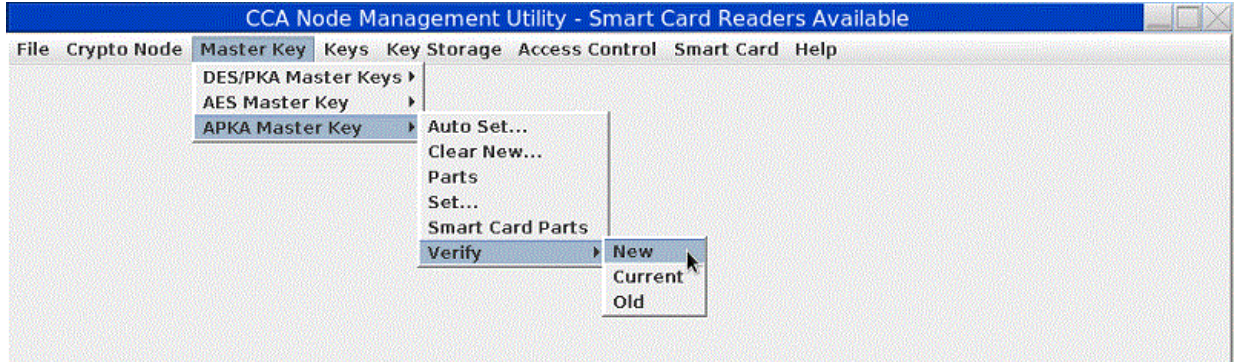 CCA Node Management Utility - Smart Card Readers Available
File Crypto Node Master Key Keys Key Storage Access Control Smart Card Help
DES/PKA Master Keys
AES Master Key
APKA Master Key
Auto Set...
Clear New...
Parts
Set...
Smart Card Parts
Verify
New
Current
Old